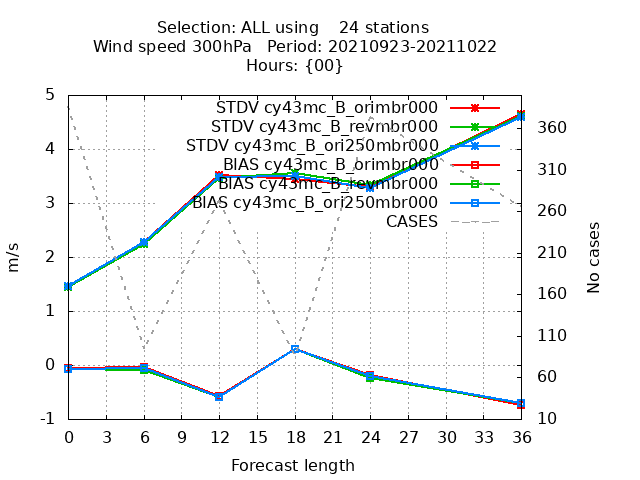 Selection: ALL using    24 stations
Wind speed 300hPa   Period: 20210923-20211022
Hours: {00}
STDV cy43mc_B_orimbr000
STDV cy43mc_B_revmbr000
STDV cy43mc_B_ori250mbr000
BIAS cy43mc_B_orimbr000
BIAS cy43mc_B_revmbr000
BIAS cy43mc_B_ori250mbr000
CASES
5
4
3
2
1
0
-1
m/s
360
310
260
210
160
110
60
10
No cases
0 3 6 9 12 15 18 21 24 27 30 33 36
Forecast length